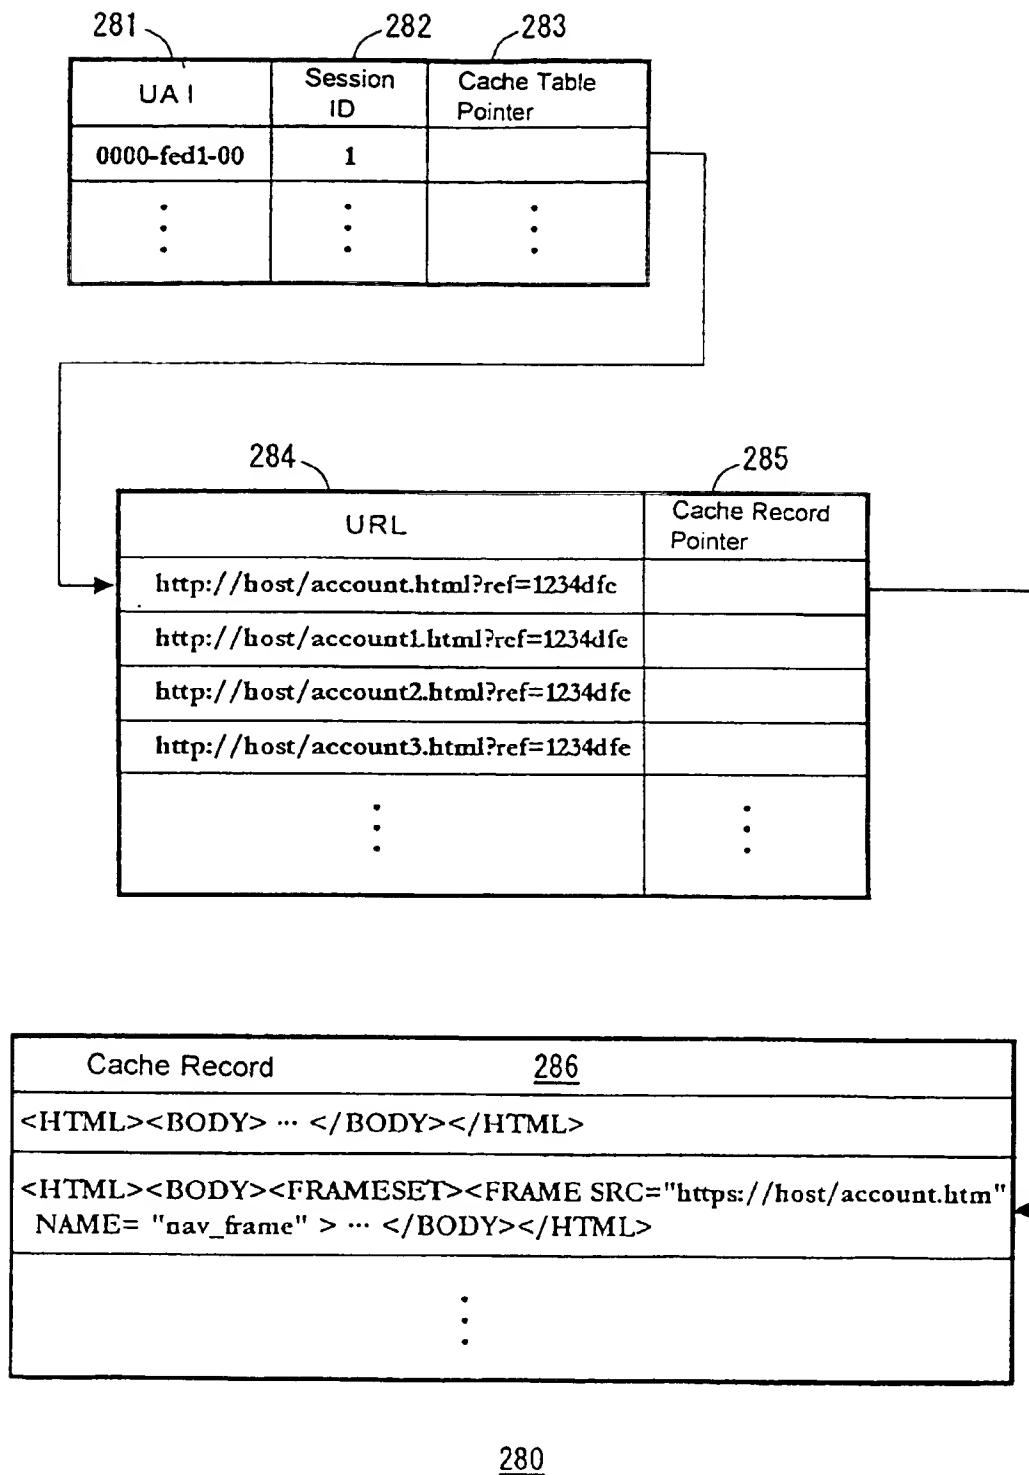 281 282 283
UAI Session ID Cache Table Pointer
0000-fed1-00 1
284 285
URL Cache Record Pointer
http://host/account.html?ref=1234dfe
http://host/account1.html?ref=1234dfe
http://host/account2.html?ref=1234dfe
http://host/account3.html?ref=1234dfe
Cache Record 286
<HTML><BODY> ... </BODY></HTML>
<HTML><BODY><FRAMESET><FRAME SRC="https://host/account.htm"
NAME= "nav_frame" > ... </BODY></HTML>
280